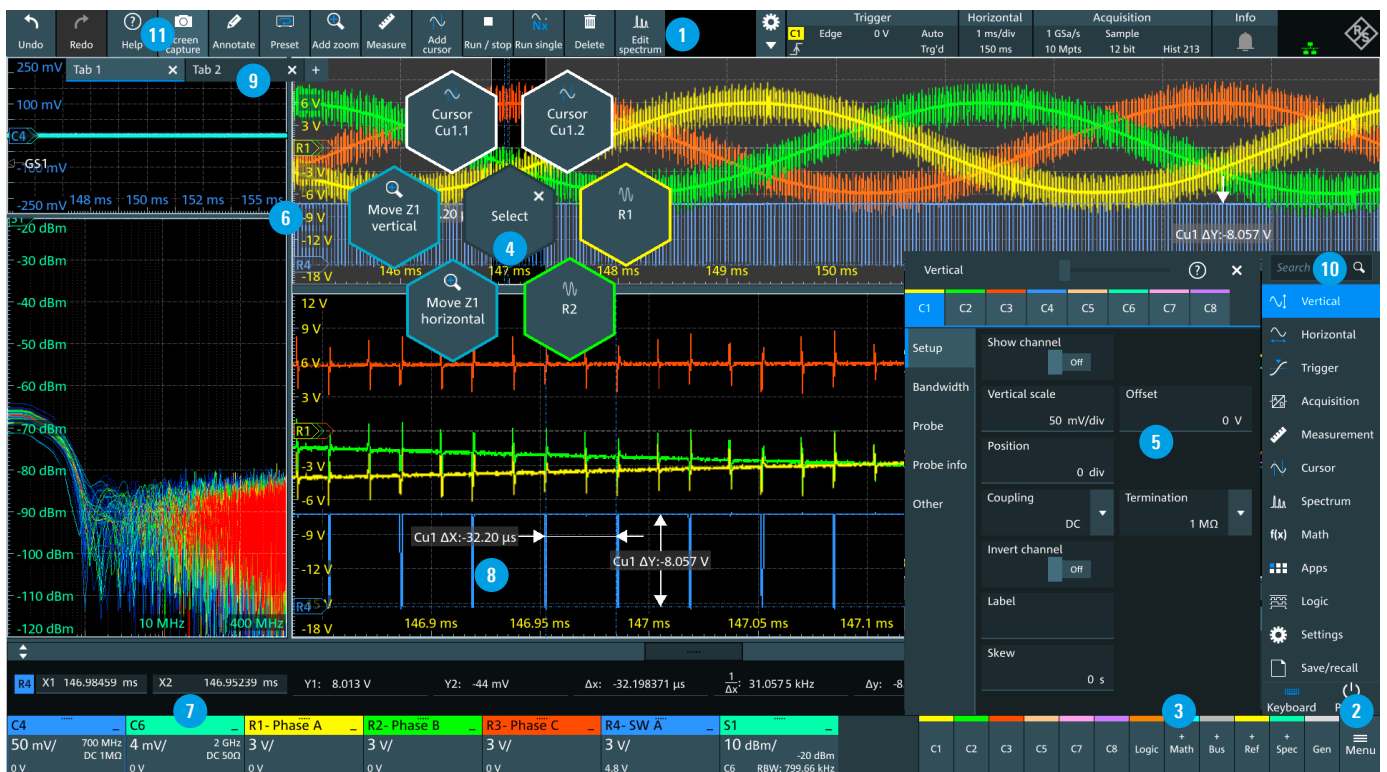 Undo
Redo
Help
11
Screen capture
Annotate
Preset
Add zoom
Measure
Add cursor
Run / stop
Nx
Run single
Delete
Edit spectrum
1
C1
Trigger
Edge 0 V Auto
Trg'd
Horizontal
1 ms/div
150 ms
Acquisition
1 GSa/s Sample
10 Mpts 12 bit Hist 213
Info
R&S
Tab 1
Tab 2
9
+
250 mV
100 mV
C4
GS1
-100 mV
-250 mV
148 ms 150 ms 152 ms 155 ms
S1
-20 dBm
-30 dBm
-40 dBm
-50 dBm
-60 dBm
-70 dBm
-80 dBm
-90 dBm
-100 dBm
-110 dBm
-120 dBm
10 MHz 400 MHz
6
6 V
3 V
R1
-3 V
-6 V
-9 V
-12 V
R4
-18 V
146 ms 147 ms 148 ms 149 ms 150 ms
Cursor Cu1.1
Cursor Cu1.2
Move Z1 vertical
Select
4
R1
Move Z1 horizontal
R2
.20 µ
Cu1 ΔY:-8.057 V
12 V
9 V
6 V
3 V
R1
-3 V
-6 V
-9 V
-12 V
R4
-15 V
-18 V
Cu1 ΔX:-32.20 µs
8
Cu1 ΔY:-8.057 V
146.9 ms 146.95 ms 147 ms 147.05 ms 147.1 ms
Vertical
?
C1 C2 C3 C4 C5 C6 C7 C8
Setup
Bandwidth
Probe
Probe info
Other
Show channel
Off
Vertical scale
50 mV/div
Offset
0 V
5
Position
0 div
Coupling
DC
Termination
1 MΩ
Invert channel
Off
Label
Skew
0 s
Search
10
Vertical
Horizontal
Trigger
Acquisition
Measurement
Cursor
Spectrum
f(x) Math
Apps
Logic
Settings
Save/recall
Keyboard
2
Menu
R4 X1 146.98459 ms X2 146.95239 ms Y1: 8.013 V Y2: -44 mV Δx: -32.198371 µs 1/Δx: 31.0575 kHz Δy: -8.
7
C4
50 mV/ 700 MHz
DC 1MΩ
0 V
C6
4 mV/ 2 GHz
DC 50Ω
0 V
R1- Phase A
3 V/
0 V
R2- Phase B
3 V/
0 V
R3- Phase C
3 V/
0 V
R4- SW A
3 V/
4.8 V
S1
10 dBm/
-20 dBm
C6 RBW: 799.66 kHz
3
C1 C2 C3 C5 C7 C8 Logic + Math + Bus + Ref + Spec Gen